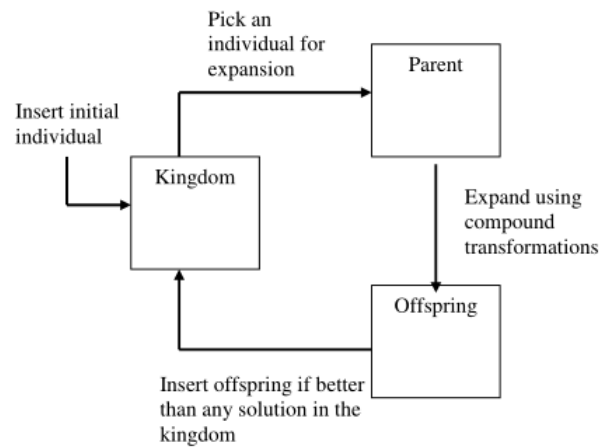 Pick an
individual for
expansion
Parent
Insert initial
individual
Kingdom
Expand using
compound
transformations
Offspring
Insert offspring if better
than any solution in the
kingdom